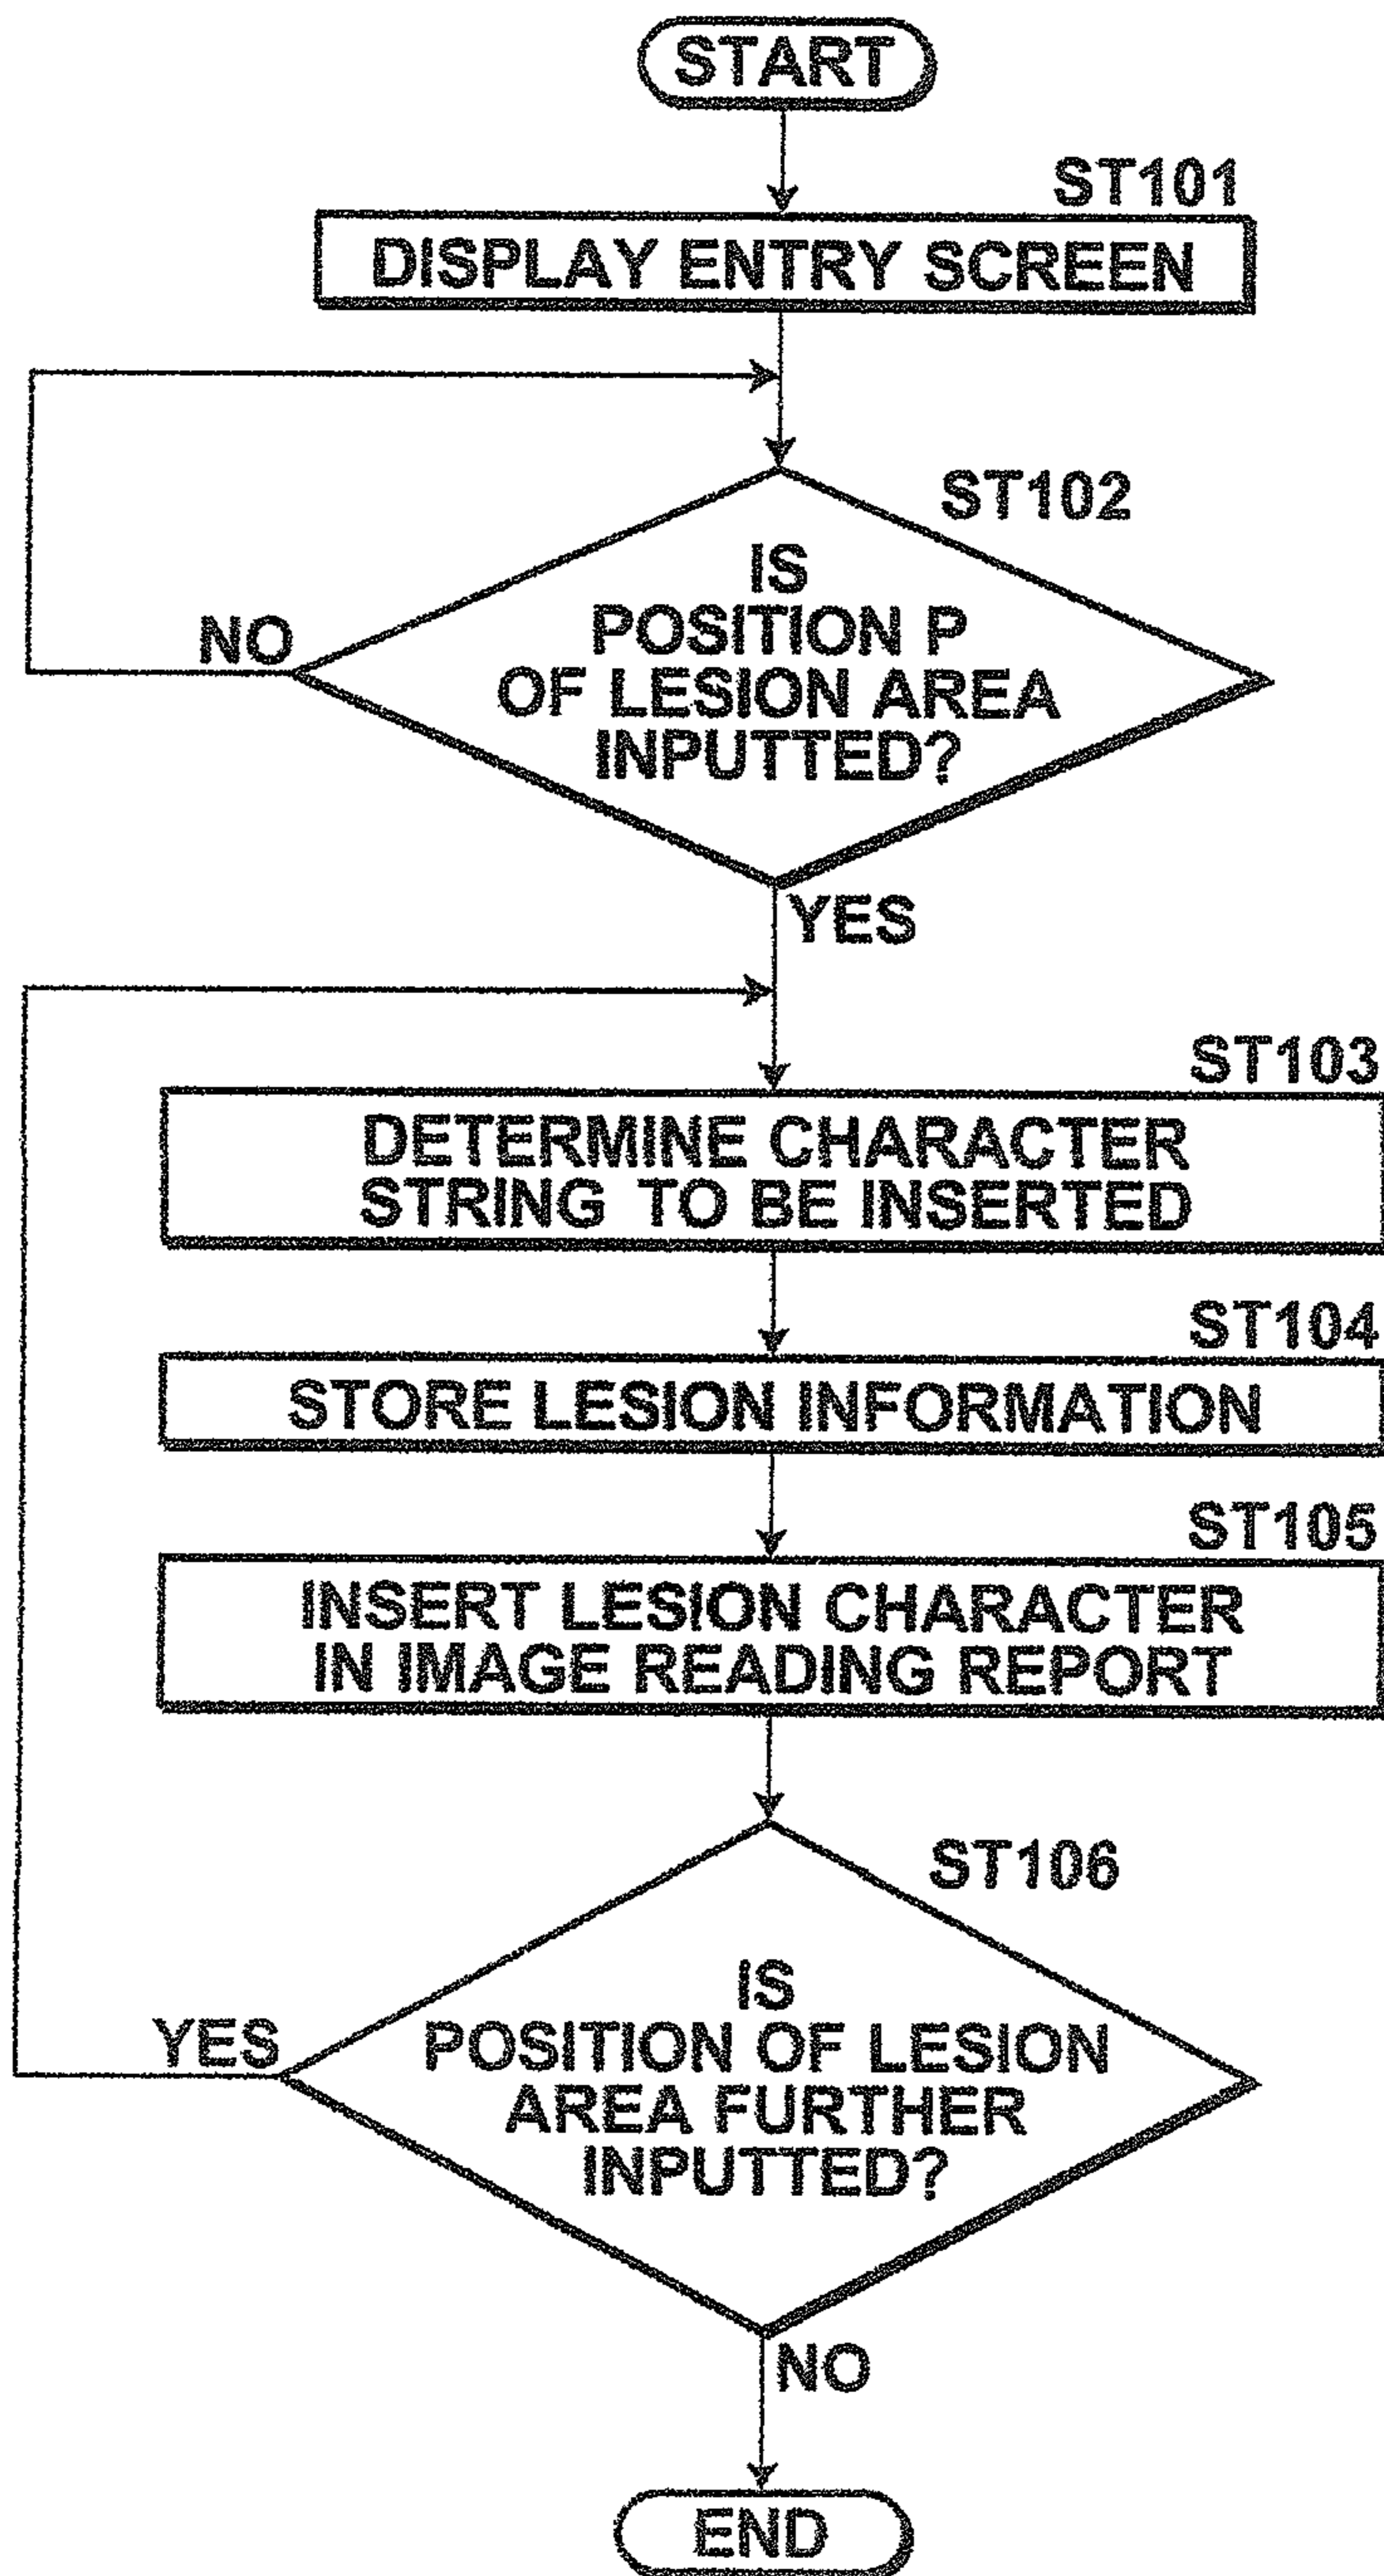 START
ST101
DISPLAY ENTRY SCREEN
ST102
IS
POSITION P
OF LESION AREA
INPUTTED?
NO
YES
ST103
DETERMINE CHARACTER
STRING TO BE INSERTED
ST104
STORE LESION INFORMATION
ST105
INSERT LESION CHARACTER
IN IMAGE READING REPORT
ST106
IS
POSITION OF LESION
AREA FURTHER
INPUTTED?
YES
NO
END